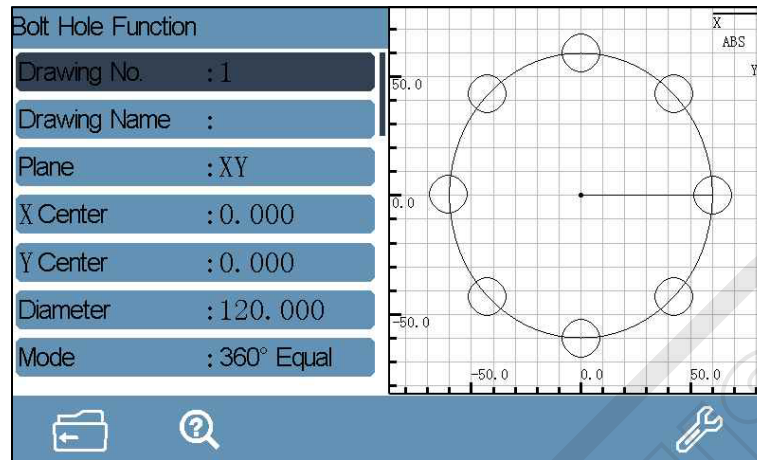 Bolt Hole Function
Drawing No. :1
Drawing Name :
Plane :XY
X Center :0.000
Y Center :0.000
Diameter :120.000
Mode :360° Equal
X
ABS
Y
50.0
0.0
-50.0
-50.0 0.0 50.0